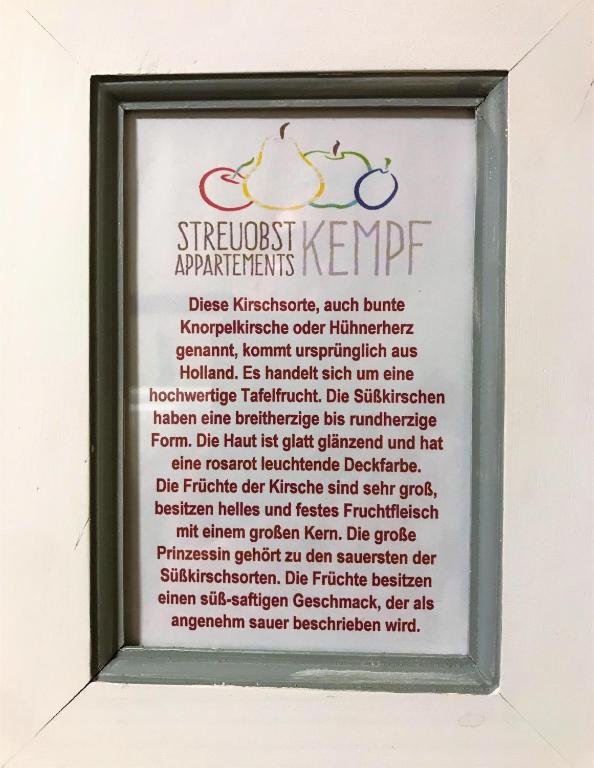 STREUOBST KEMPF
APPARTEMENTS
Diese Kirschsorte, auch bunte
Knorpelkirsche oder Hühnerherz
genannt, kommt ursprünglich aus
Holland. Es handelt sich um eine
hochwertige Tafelfrucht. Die Süßkirschen
haben eine breitherzige bis rundherzige
Form. Die Haut ist glatt glänzend und hat
eine rosarot leuchtende Deckfarbe.
Die Früchte der Kirsche sind sehr groß,
besitzen helles und festes Fruchtfleisch
mit einem großen Kern. Die große
Prinzessin gehört zu den sauersten der
Süßkirschsorten. Die Früchte besitzen
einen süß-saftigen Geschmack, der als
angenehm sauer beschrieben wird.